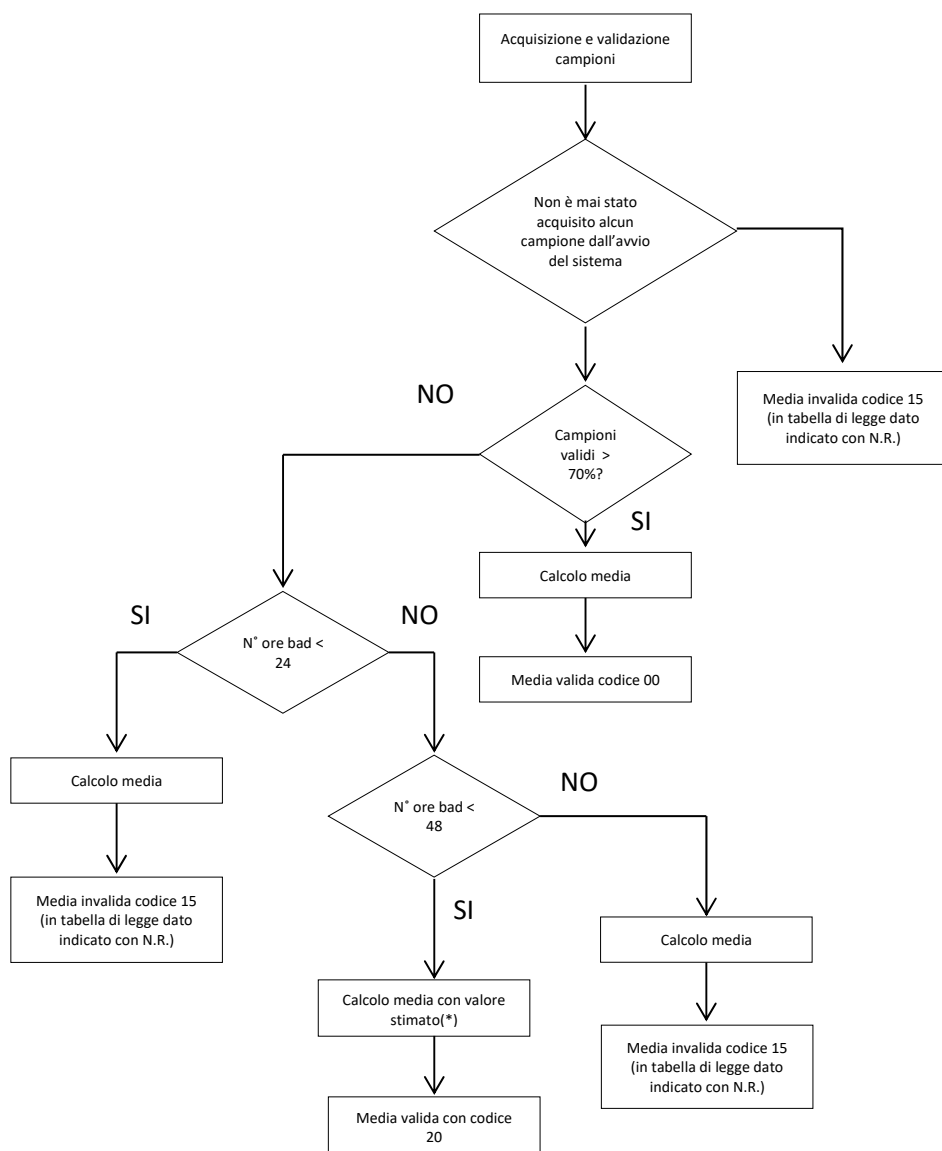 Acquisizione e validazione
campioni
Non è mai stato
acquisito alcun
campione dall'avvio
del sistema
NO
Media invalida codice 15
(in tabella di legge dato
indicato con N.R.)
Campioni
validi >
70%?
SI
Calcolo media
Media valida codice 00
SI
NO
N° ore bad <
24
Calcolo media
Media invalida codice 15
(in tabella di legge dato
indicato con N.R.)
NO
N° ore bad <
48
SI
Calcolo media
Calcolo media con valore
stimato(*)
Media invalida codice 15
(in tabella di legge dato
indicato con N.R.)
Media valida con codice
20